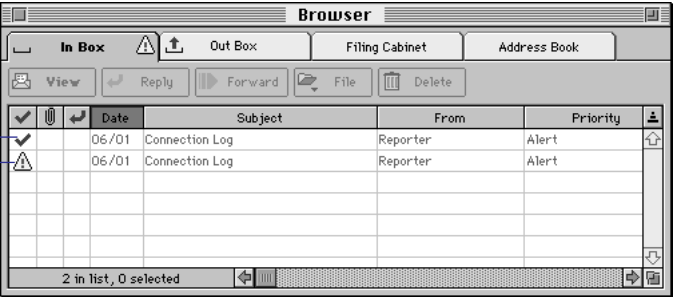 Browser
In Box Out Box Filing Cabinet Address Book
View Reply Forward File Delete
Date Subject From Priority
06/01 Connection Log Reporter Alert
06/01 Connection Log Reporter Alert
2 in list, 0 selected